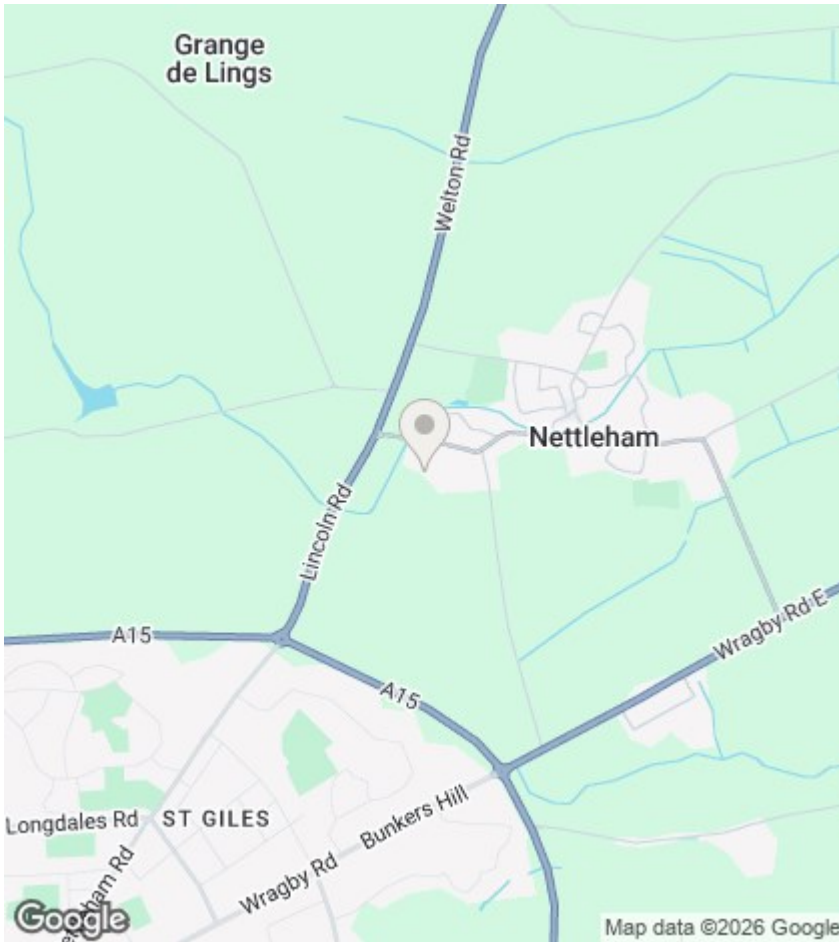 Grange
de Lings
Welton Rd
Nettleham
Lincoln Rd
A15
Wragby Rd E
A15
Longdales Rd
ST GILES
Bunkers Hill
Wragby Rd
Rd
Google
Map data ©2026 Google